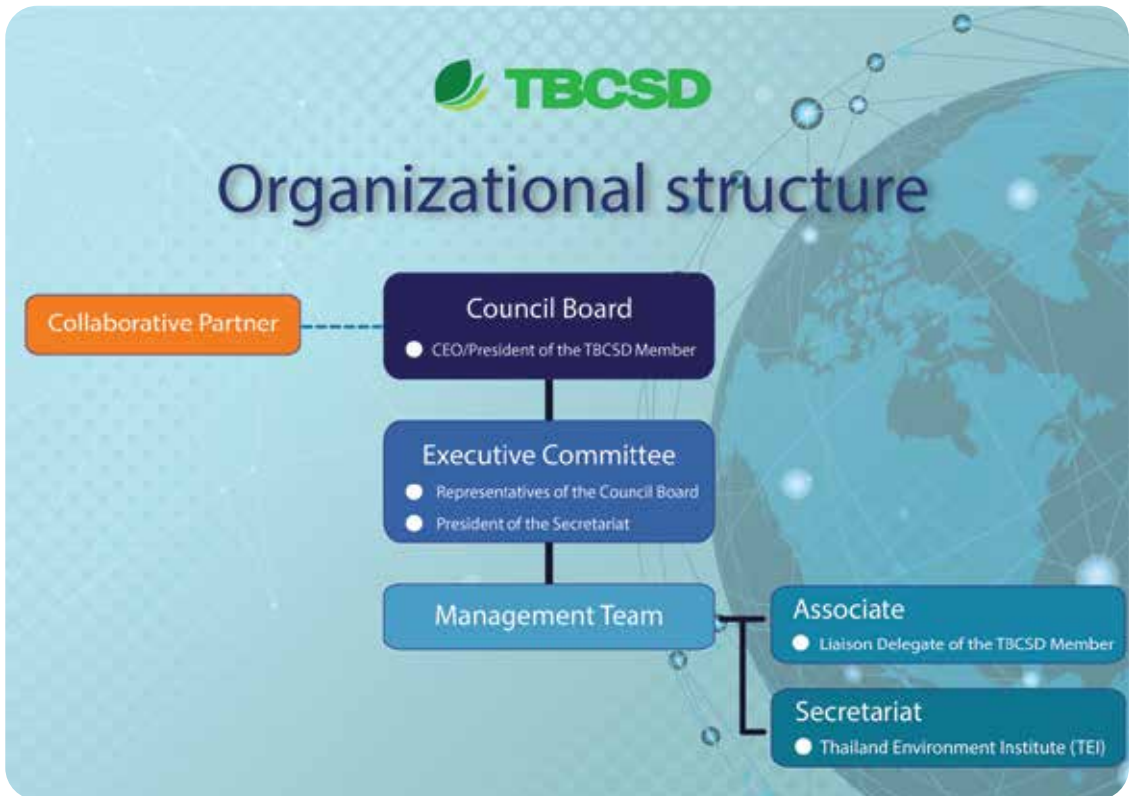 TBCSD
Organizational structure
Collaborative Partner
Council Board
CEO/President of the TBCSD Member
Executive Committee
Representatives of the Council Board
President of the Secretariat
Management Team
Associate
Liaison Delegate of the TBCSD Member
Secretariat
Thailand Environment Institute (TEI)